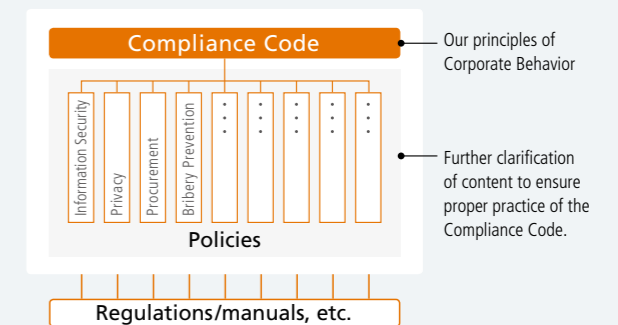 Compliance Code
Our principles of
Corporate Behavior
Information Security
Privacy
Procurement
Bribery Prevention
Further clarification
of content to ensure
proper practice of the
Compliance Code.
Policies
Regulations/manuals, etc.